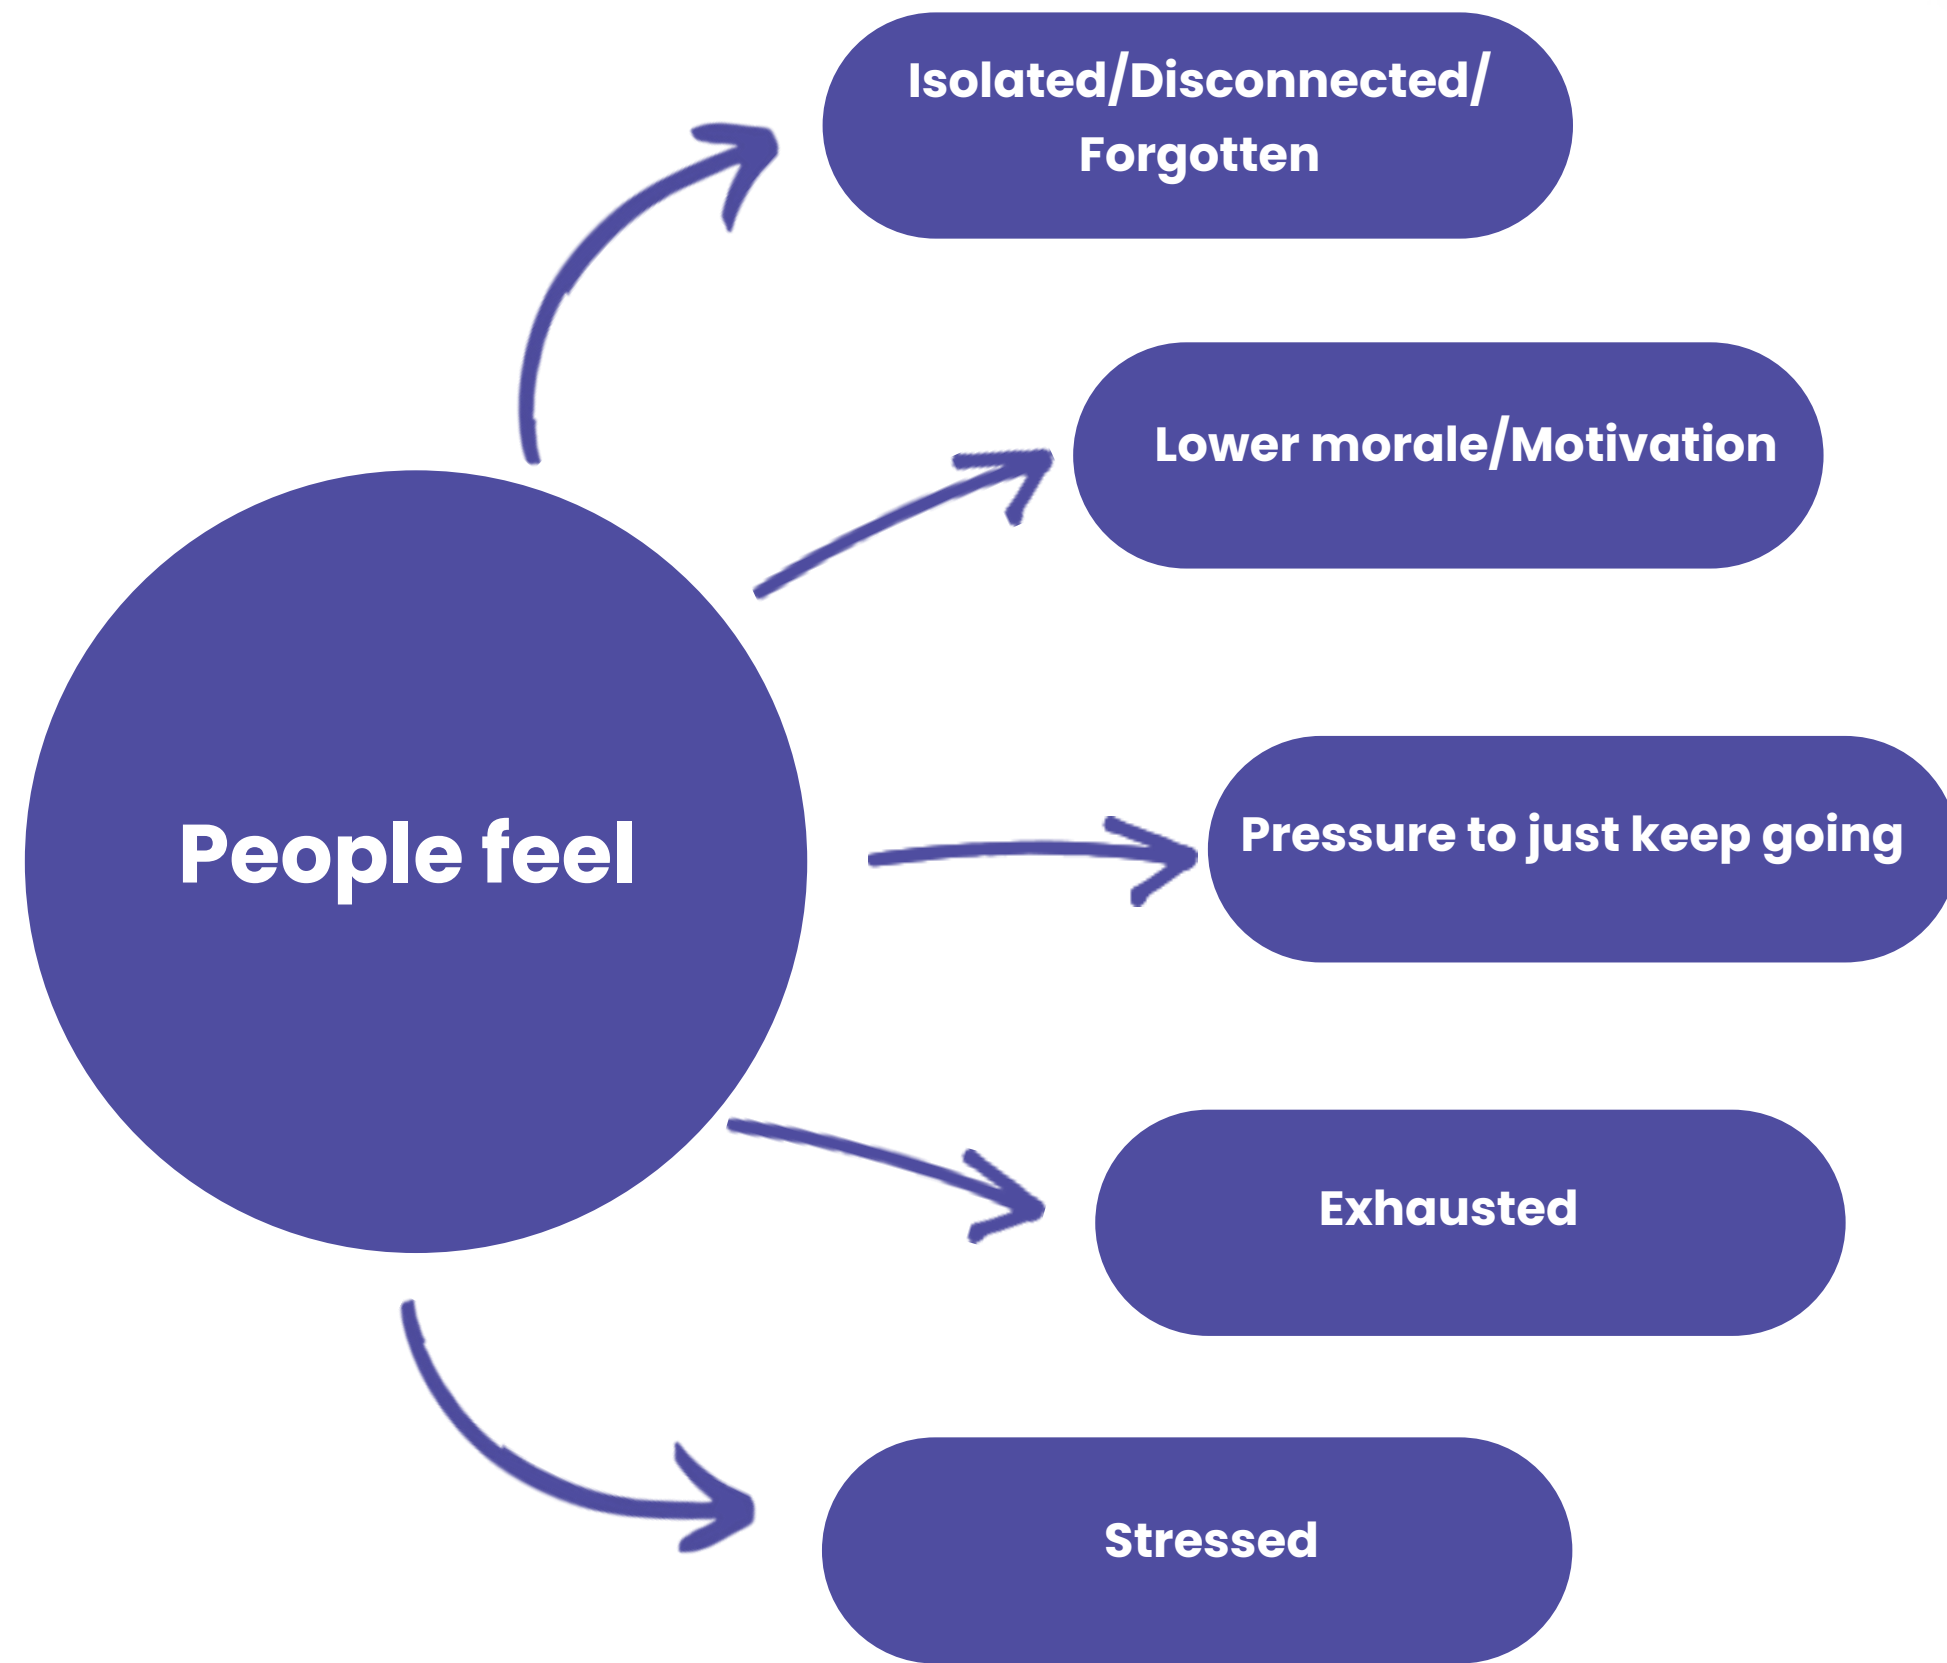 Isolated/Disconnected/
Forgotten
Lower morale/Motivation
People feel
Pressure to just keep going
Exhausted
Stressed